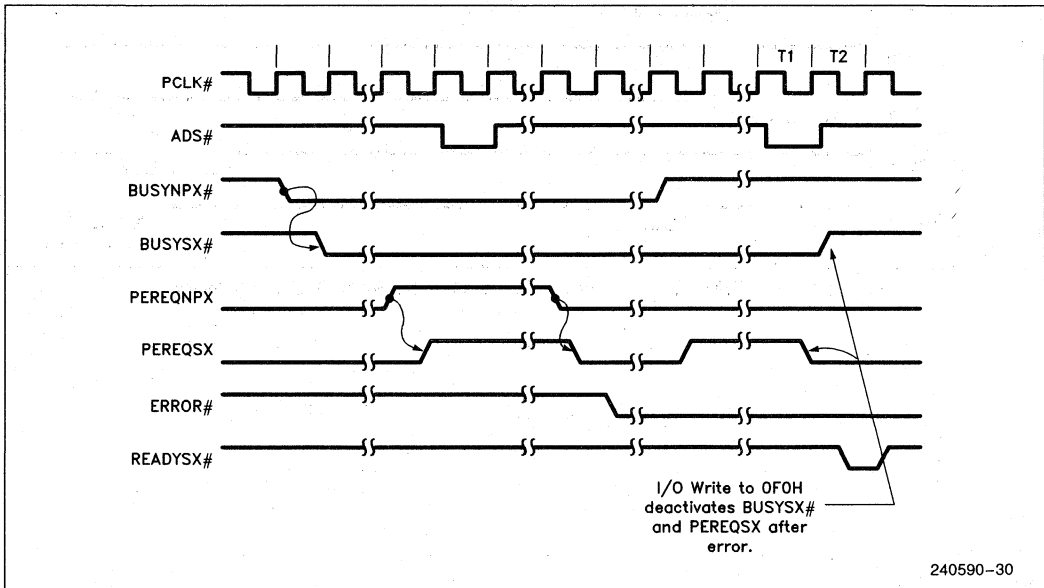 T1 T2
PCLK#
ADS#
BUSYNPX#
BUSYSX#
PEREQNPX
PEREQSX
ERROR#
READYSX#
I/O Write to 0F0H
deactivates BUSYSX#
and PEREQSX after
error.
240590-30